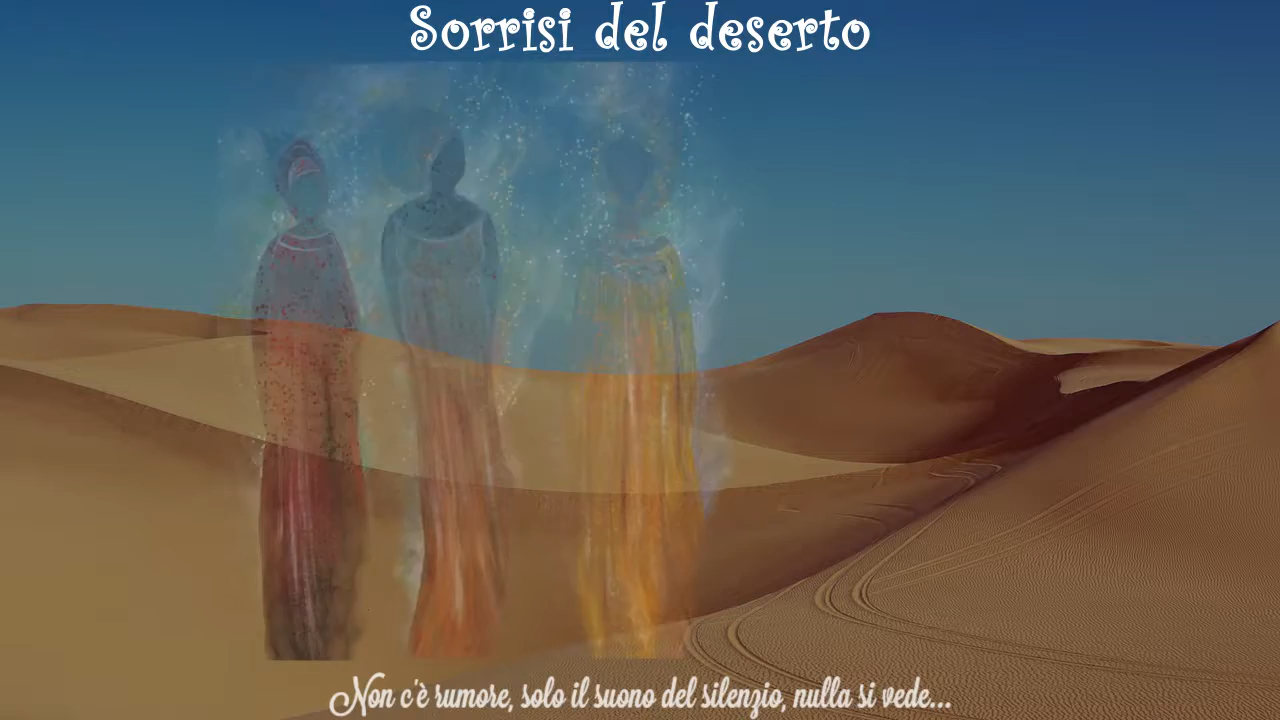 Sorrisi del deserto
Non c'è rumore, solo il suono del silenzio, nulla si vede...